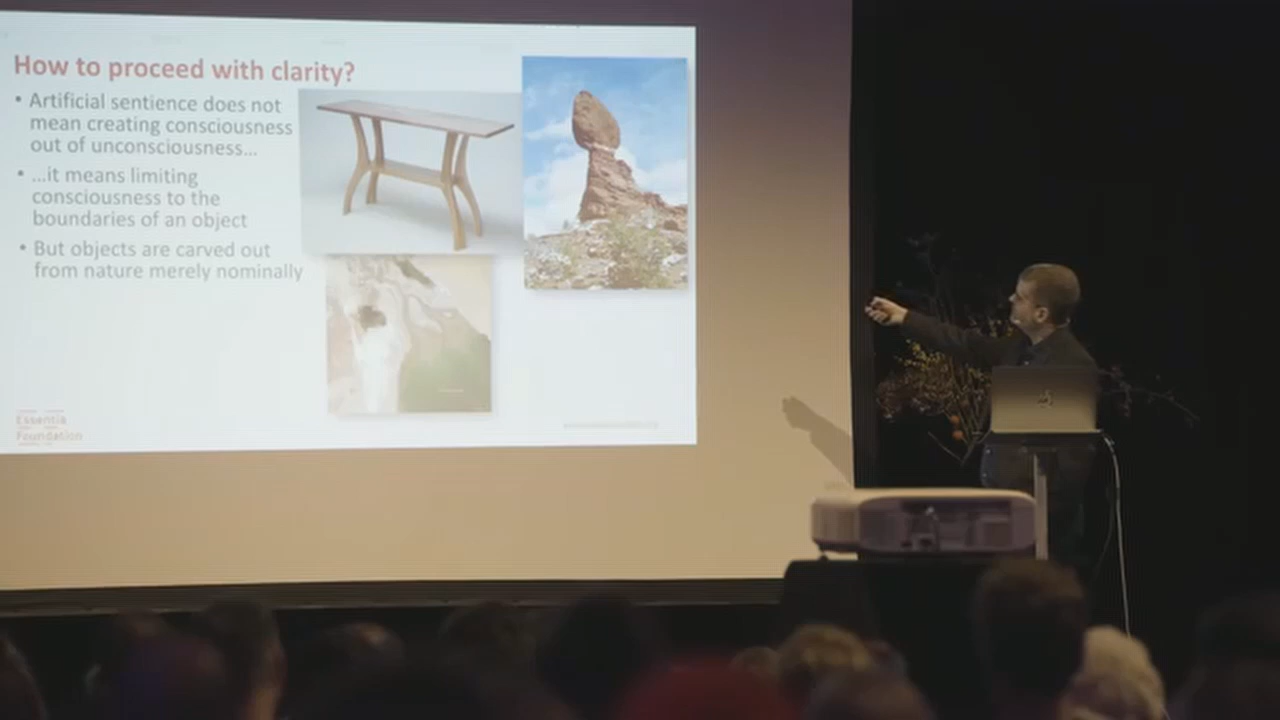 How to proceed with clarity?
• Artificial sentience does not
mean creating consciousness
out of unconsciousness...
• ...it means limiting
consciousness to the
boundaries of an object
• But objects are carved out
from nature merely nominally
Essentia
Foundation